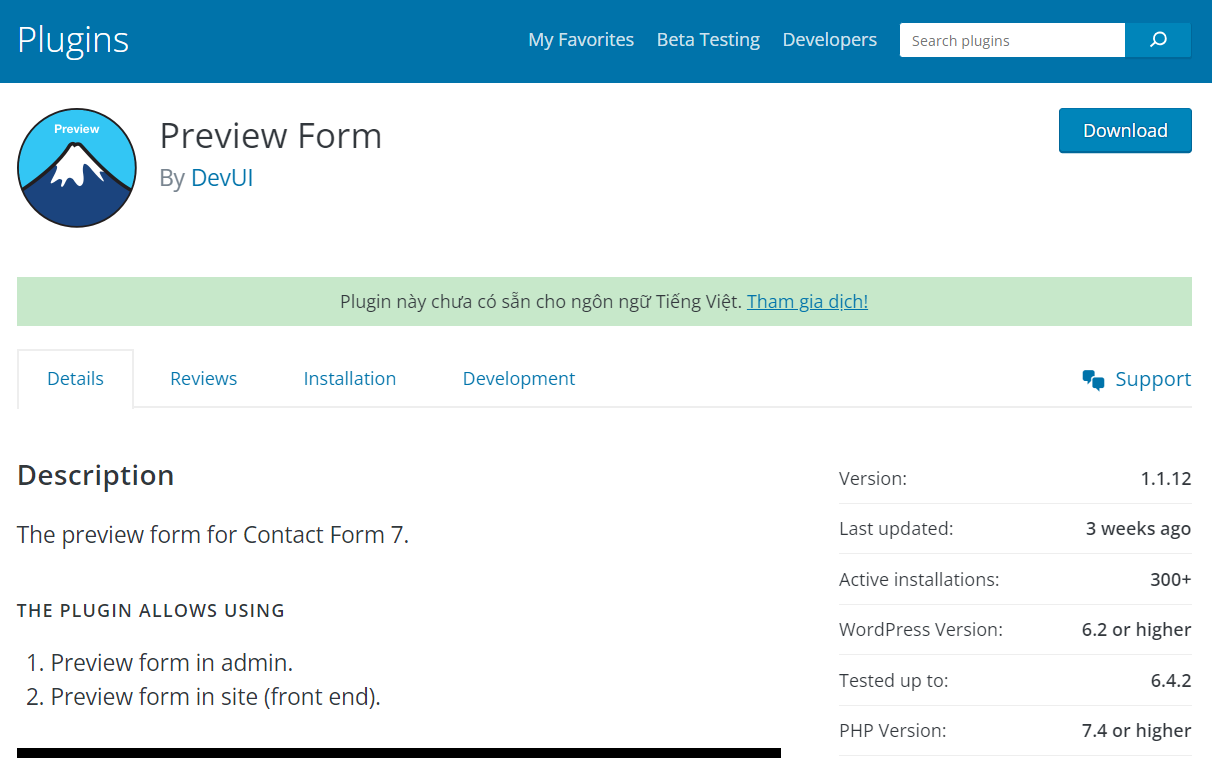 Plugins
My Favorites
Beta Testing
Developers
Search plugins
Preview
Preview Form
By DevUI
Download
Plugin này chưa có sẵn cho ngôn ngữ Tiếng Việt. Tham gia dịch!
Details
Reviews
Installation
Development
Support
Description
The preview form for Contact Form 7.
THE PLUGIN ALLOWS USING
1. Preview form in admin.
2. Preview form in site (front end).
Version: 1.1.12
Last updated: 3 weeks ago
Active installations: 300+
WordPress Version: 6.2 or higher
Tested up to: 6.4.2
PHP Version: 7.4 or higher